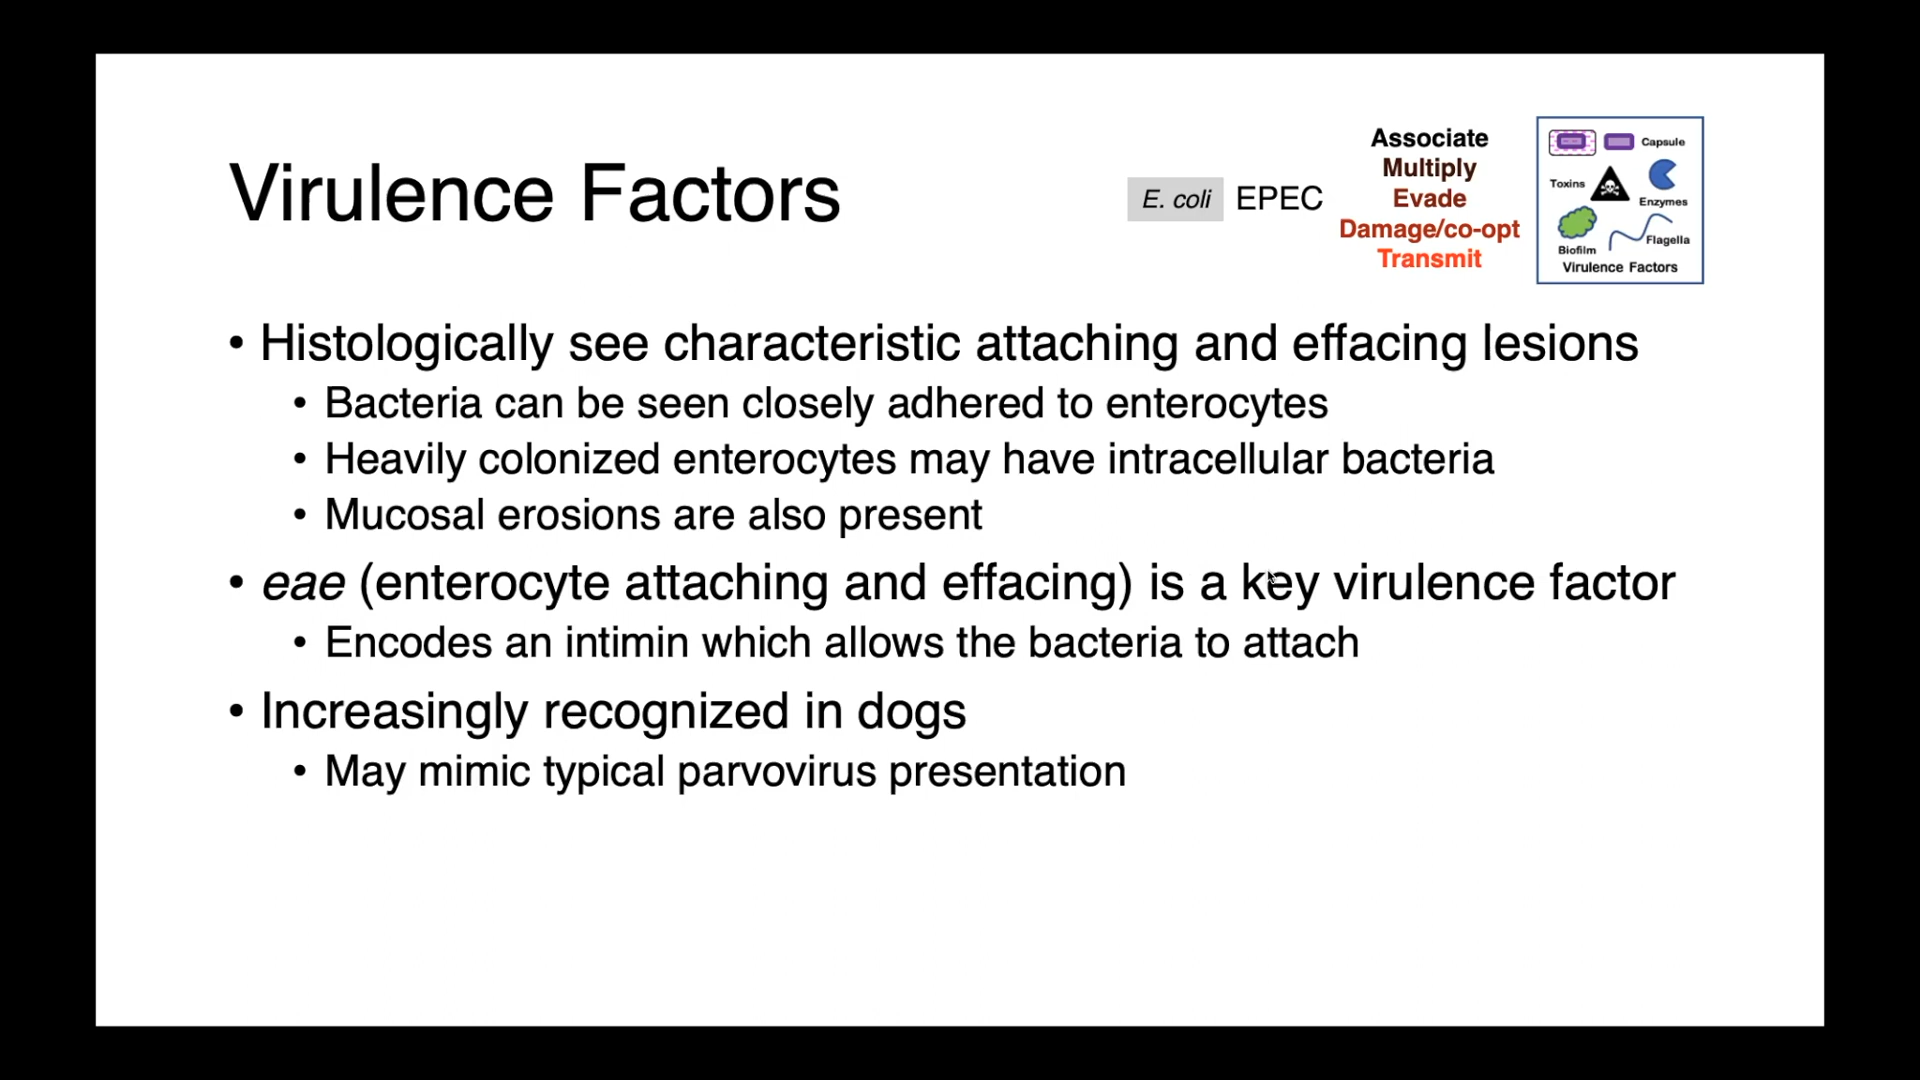 Virulence Factors
E. coli EPEC
Associate
Multiply
Evade
Damage/co-opt
Transmit
Capsule
Toxins
Enzymes
Biofilm
Flagella
Virulence Factors
• Histologically see characteristic attaching and effacing lesions
• Bacteria can be seen closely adhered to enterocytes
• Heavily colonized enterocytes may have intracellular bacteria
• Mucosal erosions are also present
• eae (enterocyte attaching and effacing) is a key virulence factor
• Encodes an intimin which allows the bacteria to attach
• Increasingly recognized in dogs
• May mimic typical parvovirus presentation